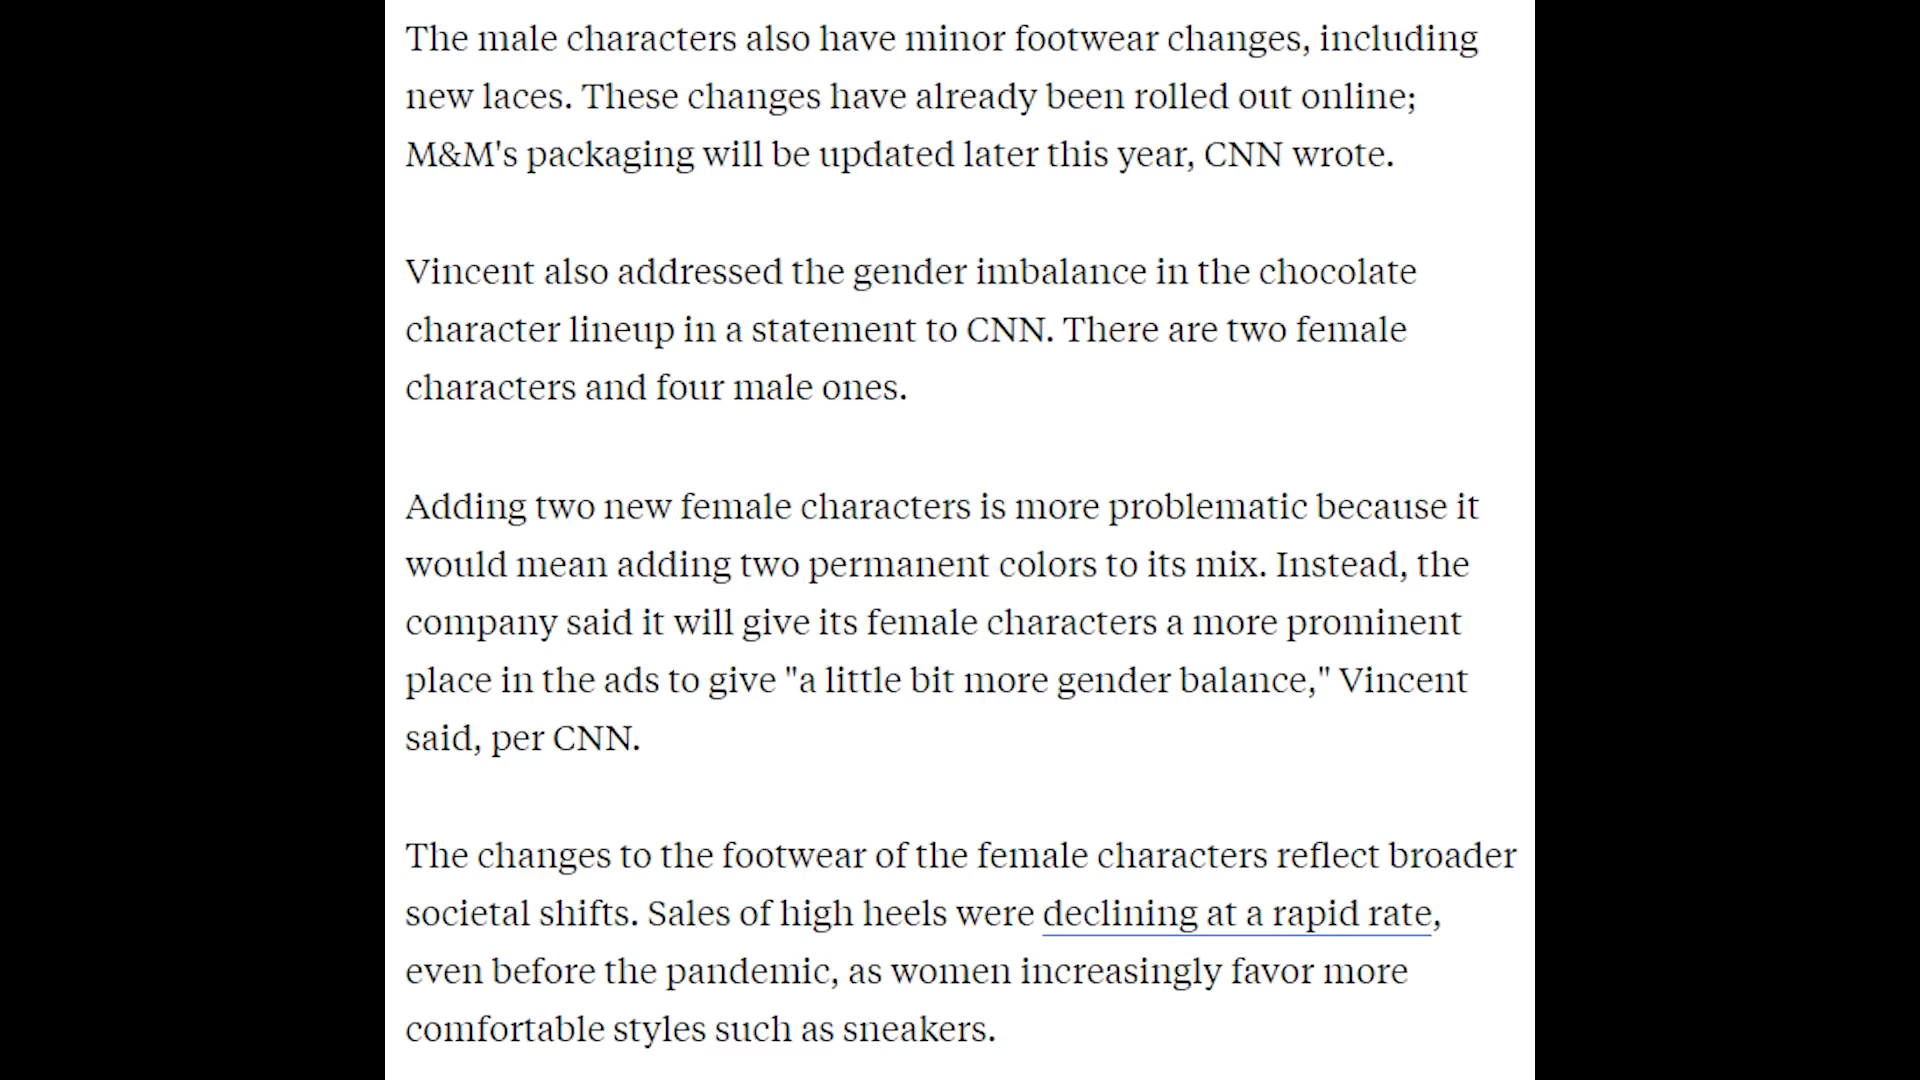 The male characters also have minor footwear changes, including
new laces. These changes have already been rolled out online;
M&M's packaging will be updated later this year, CNN wrote.
Vincent also addressed the gender imbalance in the chocolate
character lineup in a statement to CNN. There are two female
characters and four male ones.
Adding two new female characters is more problematic because it
would mean adding two permanent colors to its mix. Instead, the
company said it will give its female characters a more prominent
place in the ads to give "a little bit more gender balance," Vincent
said, per CNN.
The changes to the footwear of the female characters reflect broader
societal shifts. Sales of high heels were declining at a rapid rate,
even before the pandemic, as women increasingly favor more
comfortable styles such as sneakers.